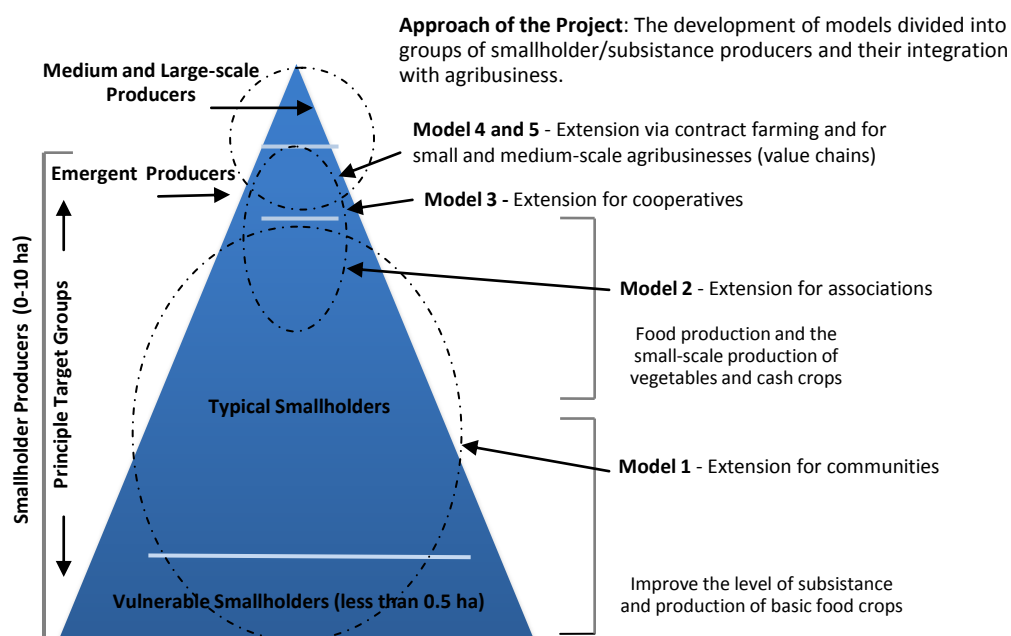 Approach of the Project: The development of models divided into
groups of smallholder/subsistance producers and their integration
with agribusiness.
Medium and Large-scale
Producers
Model 4 and 5 - Extension via contract farming and for
small and medium-scale agribusinesses (value chains)
Emergent Producers
Model 3 - Extension for cooperatives
Smallholder Producers (0-10 ha)
Principle Target Groups
Model 2 - Extension for associations
Food production and the
small-scale production of
vegetables and cash crops
Typical Smallholders
Model 1 - Extension for communities
Improve the level of subsistance
and production of basic food crops
Vulnerable Smallholders (less than 0.5 ha)